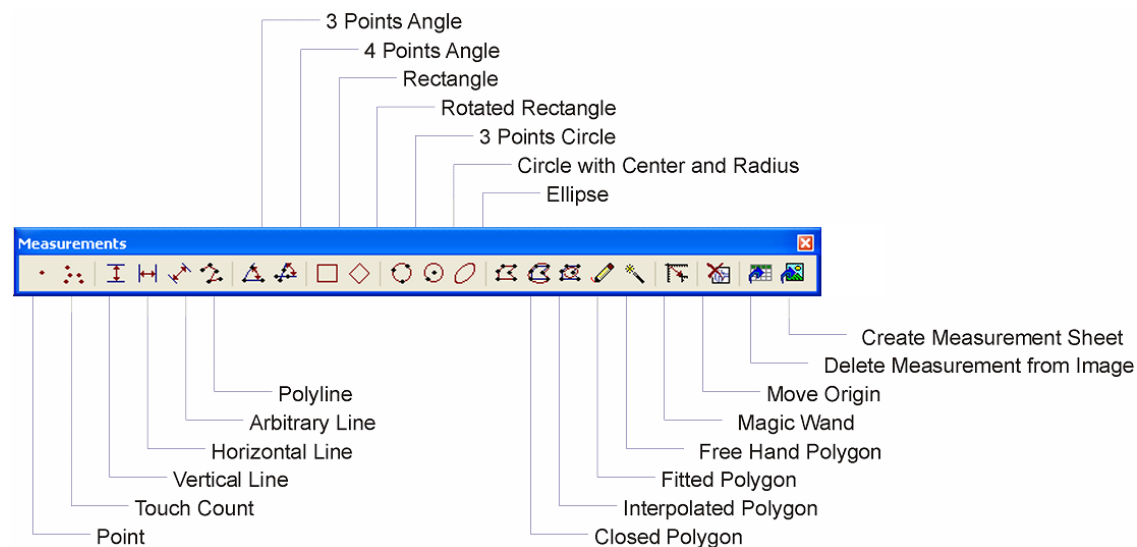 3 Points Angle
4 Points Angle
Rectangle
Rotated Rectangle
3 Points Circle
Circle with Center and Radius
Ellipse
Measurements
Create Measurement Sheet
Delete Measurement from Image
Polyline
Move Origin
Arbitrary Line
Magic Wand
Horizontal Line
Free Hand Polygon
Vertical Line
Fitted Polygon
Touch Count
Interpolated Polygon
Point
Closed Polygon